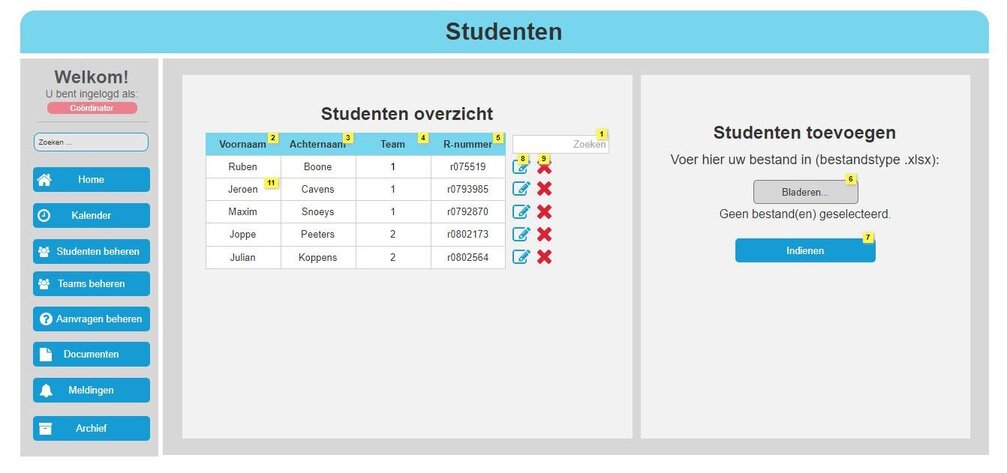 Studenten
Welkom!
U bent ingelogd als:
Coördinator
Zoeken ...
Home
Kalender
Studenten beheren
Teams beheren
Aanvragen beheren
Documenten
Meldingen
Archief
Studenten overzicht
Voornaam 2 Achternaam 3 Team 4 R-nummer 5 Zoeken 1
Ruben Boone 1 r075519 8 9
Jeroen 11 Cavens 1 r0793985
Maxim Snoeys 1 r0792870
Joppe Peeters 2 r0802173
Julian Koppens 2 r0802564
Studenten toevoegen
Voer hier uw bestand in (bestandstype .xlsx):
Bladeren... 6
Geen bestand(en) geselecteerd.
Indienen 7